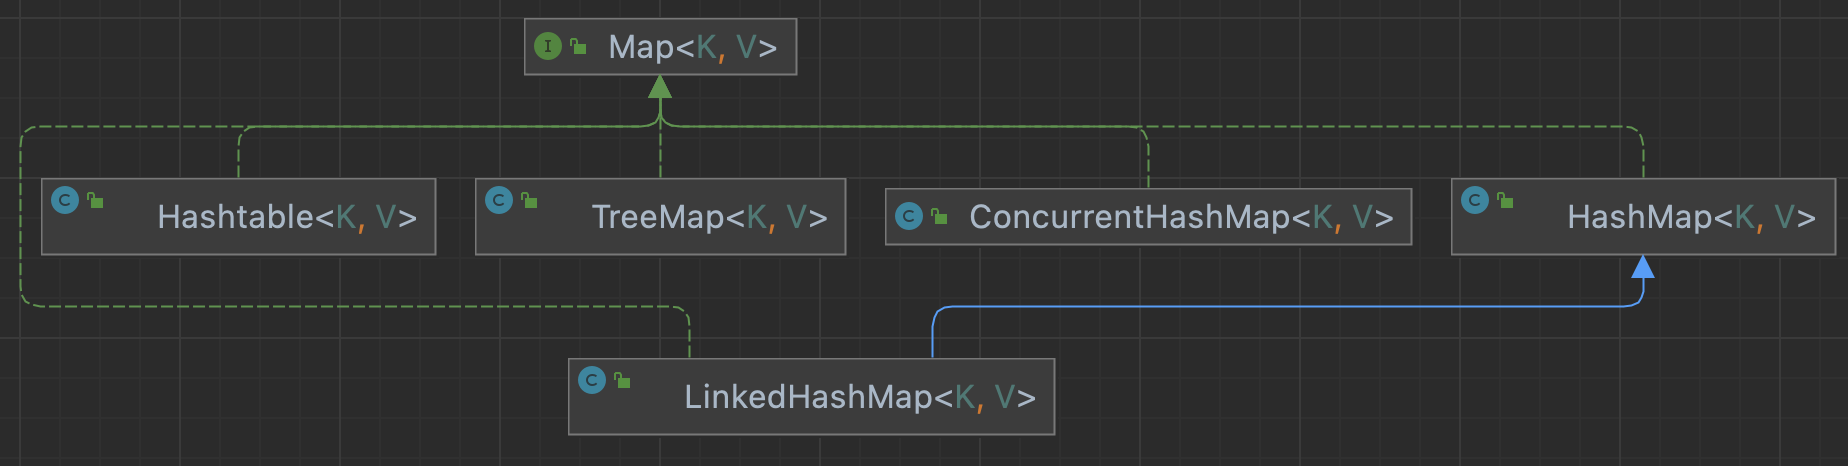 I Map<K, V>
C Hashtable<K, V>
C TreeMap<K, V>
C ConcurrentHashMap<K, V>
C HashMap<K, V>
C LinkedHashMap<K, V>